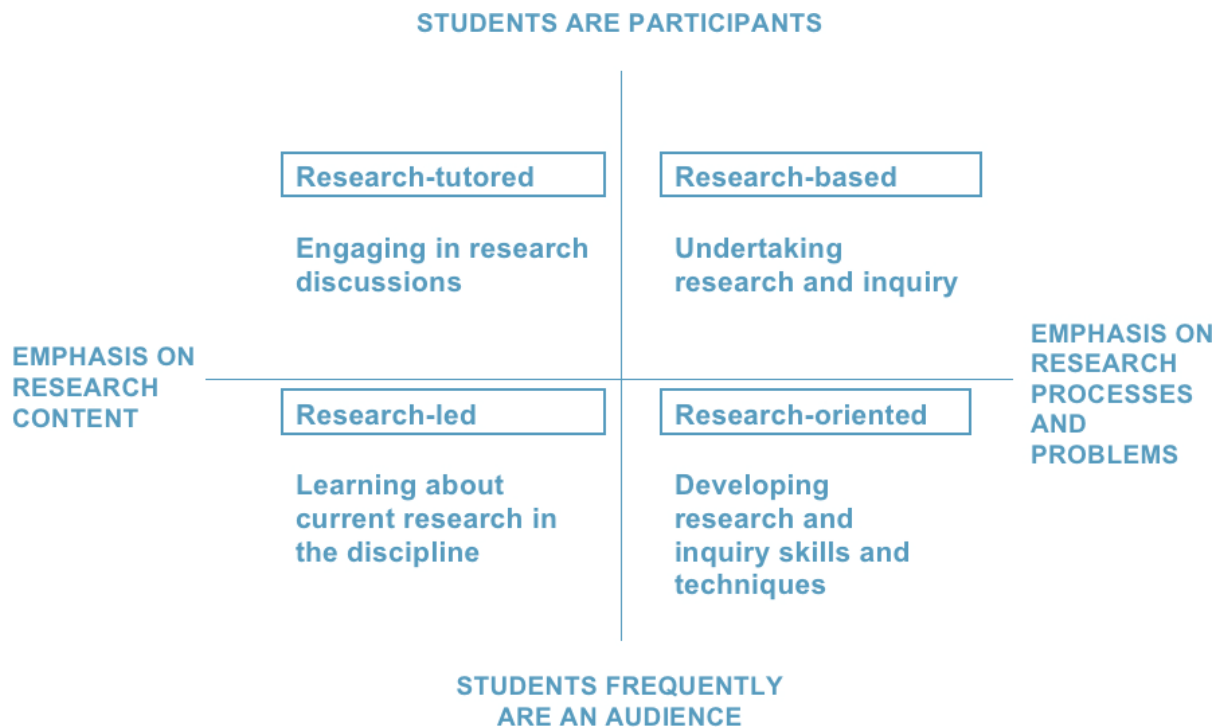 STUDENTS ARE PARTICIPANTS
Research-tutored
Engaging in research
discussions
Research-based
Undertaking
research and inquiry
EMPHASIS ON
RESEARCH
CONTENT
EMPHASIS ON
RESEARCH
PROCESSES
AND
PROBLEMS
Research-led
Learning about
current research in
the discipline
Research-oriented
Developing
research and
inquiry skills and
techniques
STUDENTS FREQUENTLY
ARE AN AUDIENCE